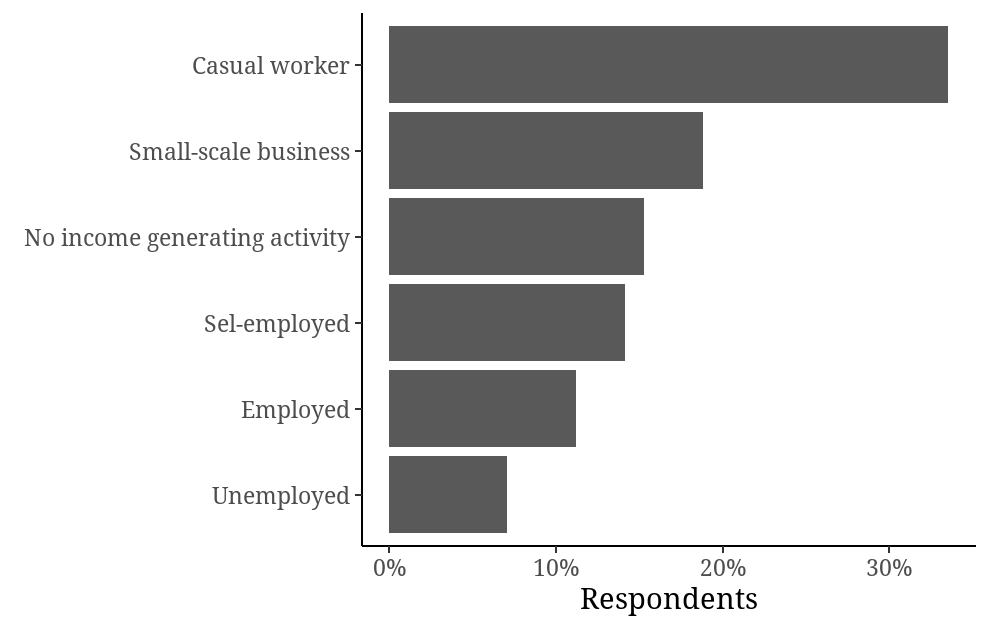 Casual worker
Small-scale business
No income generating activity
Sel-employed
Employed
Unemployed
0% 10% 20% 30%
Respondents